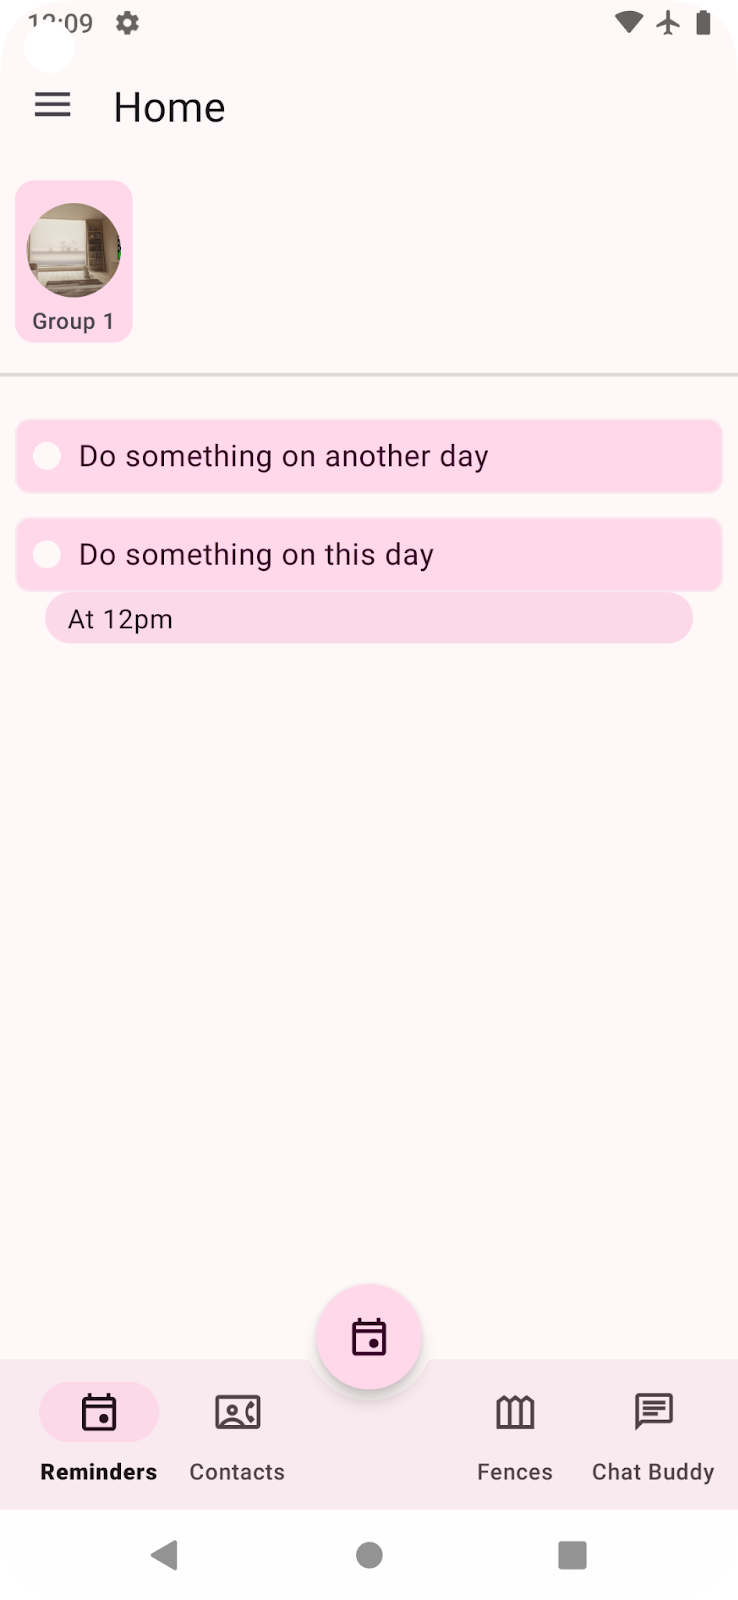 12:09
Home
Group 1
Do something on another day
Do something on this day
At 12pm
Reminders Contacts Fences Chat Buddy